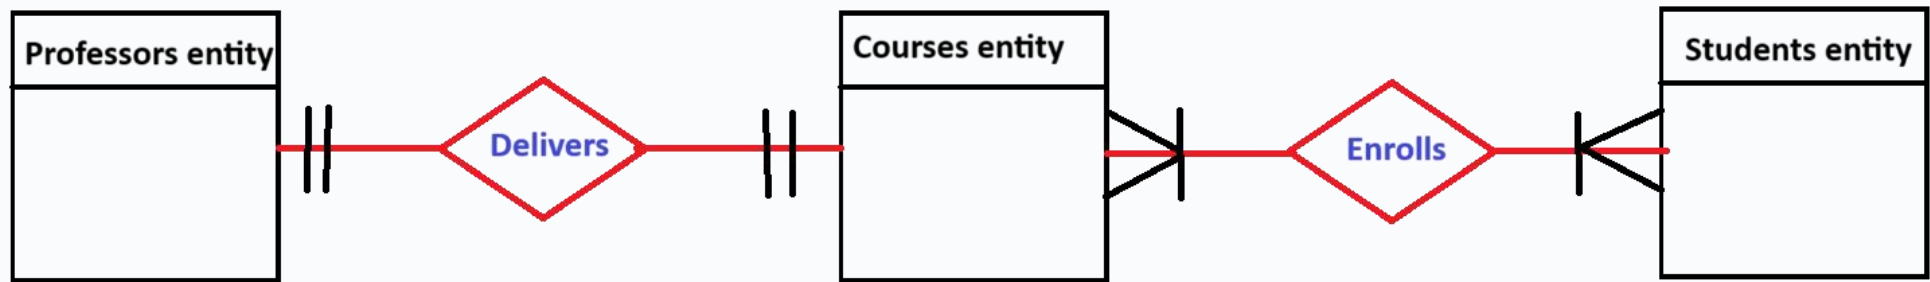 Professors entity
Delivers
Courses entity
Enrolls
Students entity